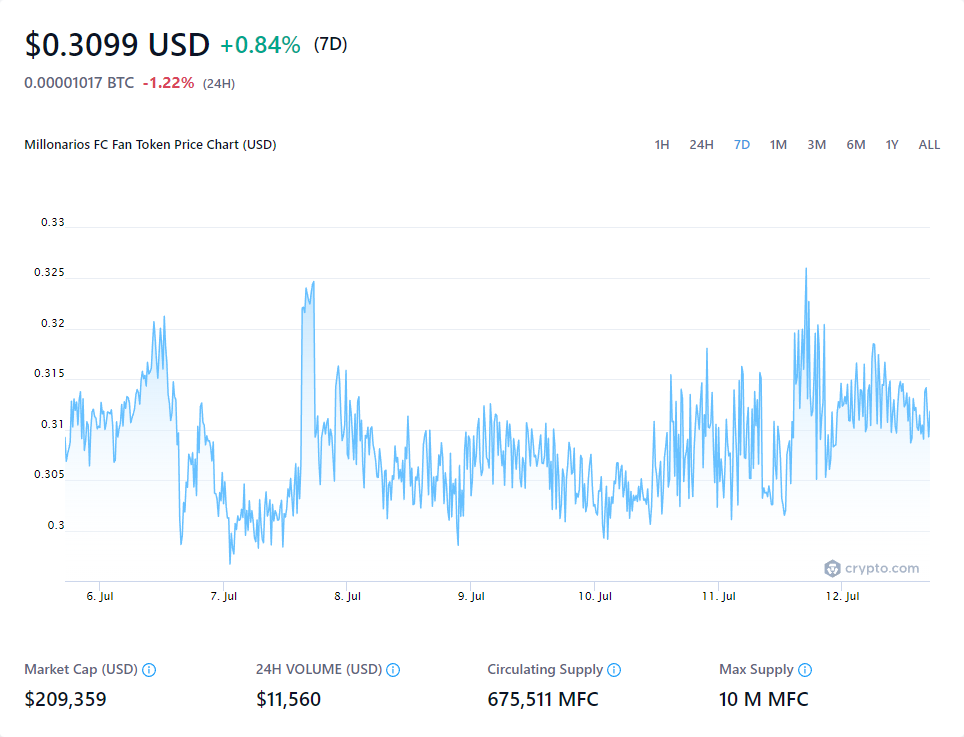 $0.3099 USD +0.84% (7D)
0.00001017 BTC -1.22% (24H)
Millonarios FC Fan Token Price Chart (USD) 1H 24H 7D 1M 3M 6M 1Y ALL
0.33
0.325
0.32
0.315
0.31
0.305
0.3
crypto.com
6. Jul 7. Jul 8. Jul 9. Jul 10. Jul 11. Jul 12. Jul
Market Cap (USD) 24H VOLUME (USD) Circulating Supply Max Supply
$209,359 $11,560 675,511 MFC 10 M MFC